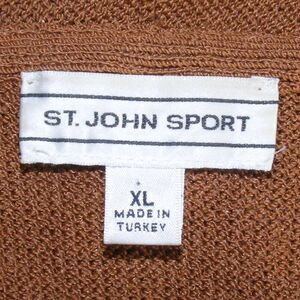 ST. JOHN SPORT
XL
MADE IN
TURKEY